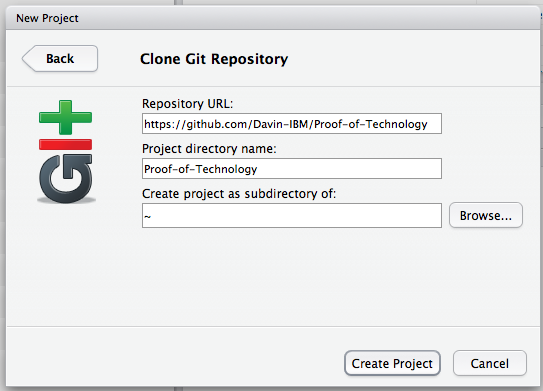 New Project
Back
Clone Git Repository
Repository URL:
https://github.com/Davin-IBM/Proof-of-Technology
Project directory name:
Proof-of-Technology
Create project as subdirectory of:
~
Browse...
git
Create Project
Cancel